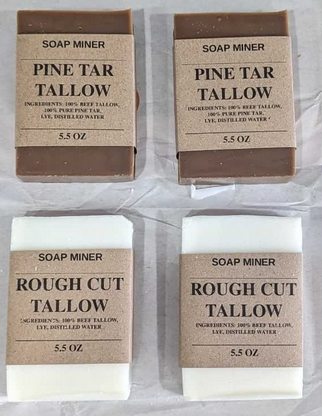 SOAP MINER
PINE TAR
TALLOW
INGREDIENTS: 100% BEEF TALLOW,
100% PURE PINE TAR,
LYE, DISTILLED WATER
5.5 OZ
SOAP MINER
PINE TAR
TALLOW
INGREDIENTS: 100% BEEF TALLOW,
100% PURE PINE TAR,
LYE, DISTILLED WATER
5.5 OZ
SOAP MINER
ROUGH CUT
TALLOW
INGREDIENTS: 100% BEEF TALLOW,
LYE, DISTILLED WATER
5.5 OZ
SOAP MINER
ROUGH CUT
TALLOW
INGREDIENTS: 100% BEEF TALLOW,
LYE, DISTILLED WATER
5.5 OZ